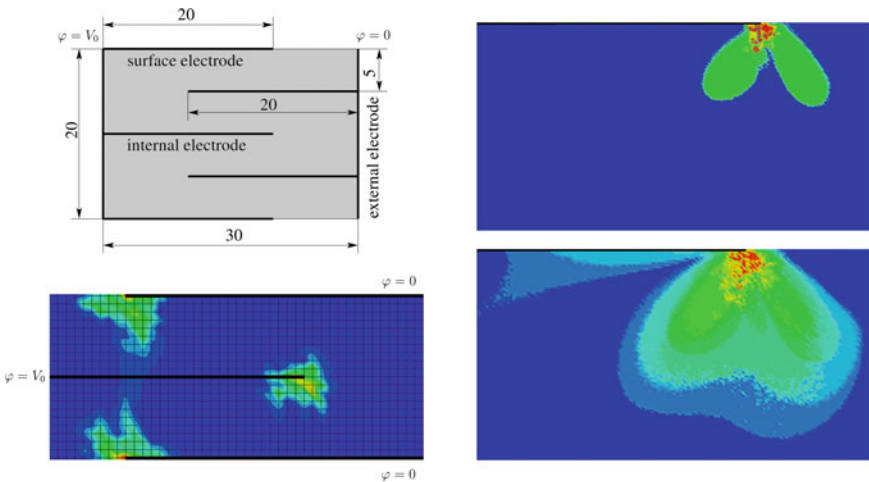 20
φ = V₀
φ = 0
surface electrode
5
20
20
internal electrode
external electrode
30
φ = 0
φ = V₀
φ = 0